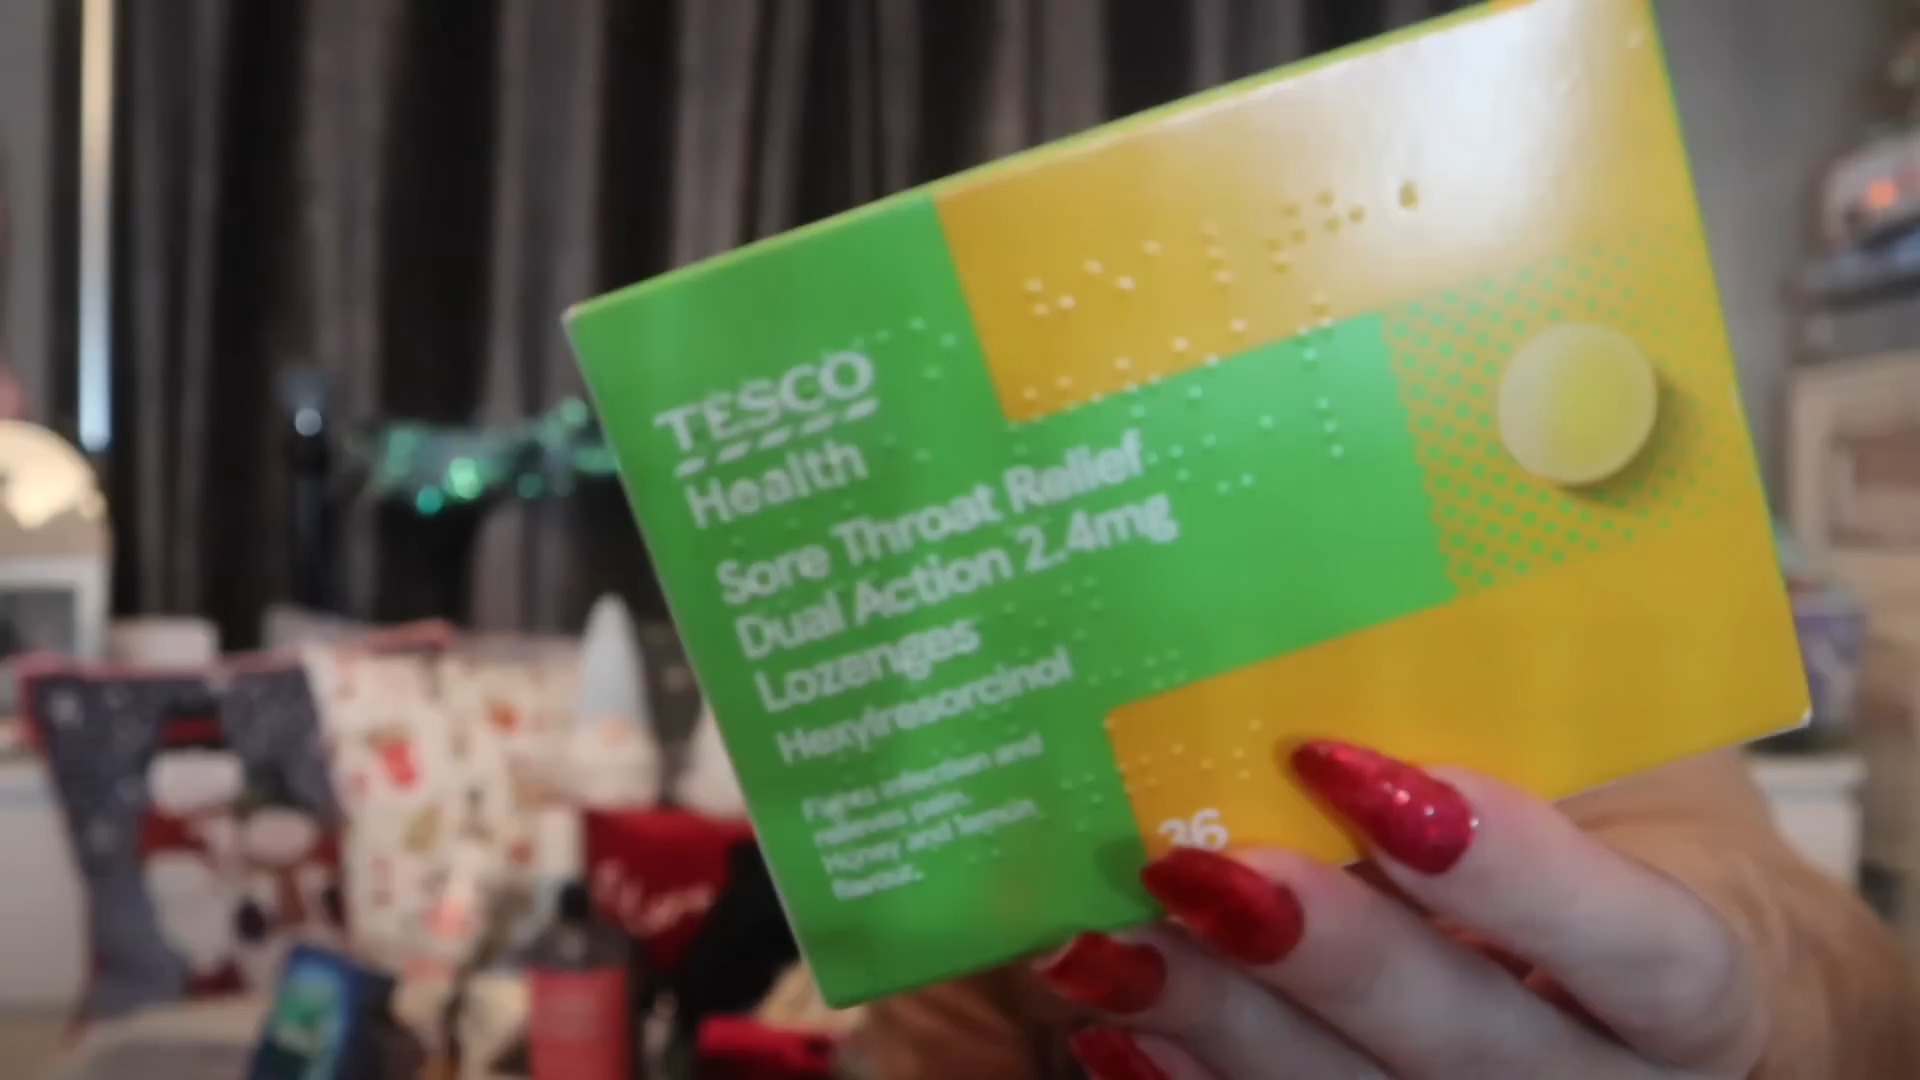 TESCO
Health
Sore Throat Relief
Dual Action 2.4mg
Lozenges
Hexylresorcinol
Fights infection and
relieves pain.
Honey and lemon
flavour.
36